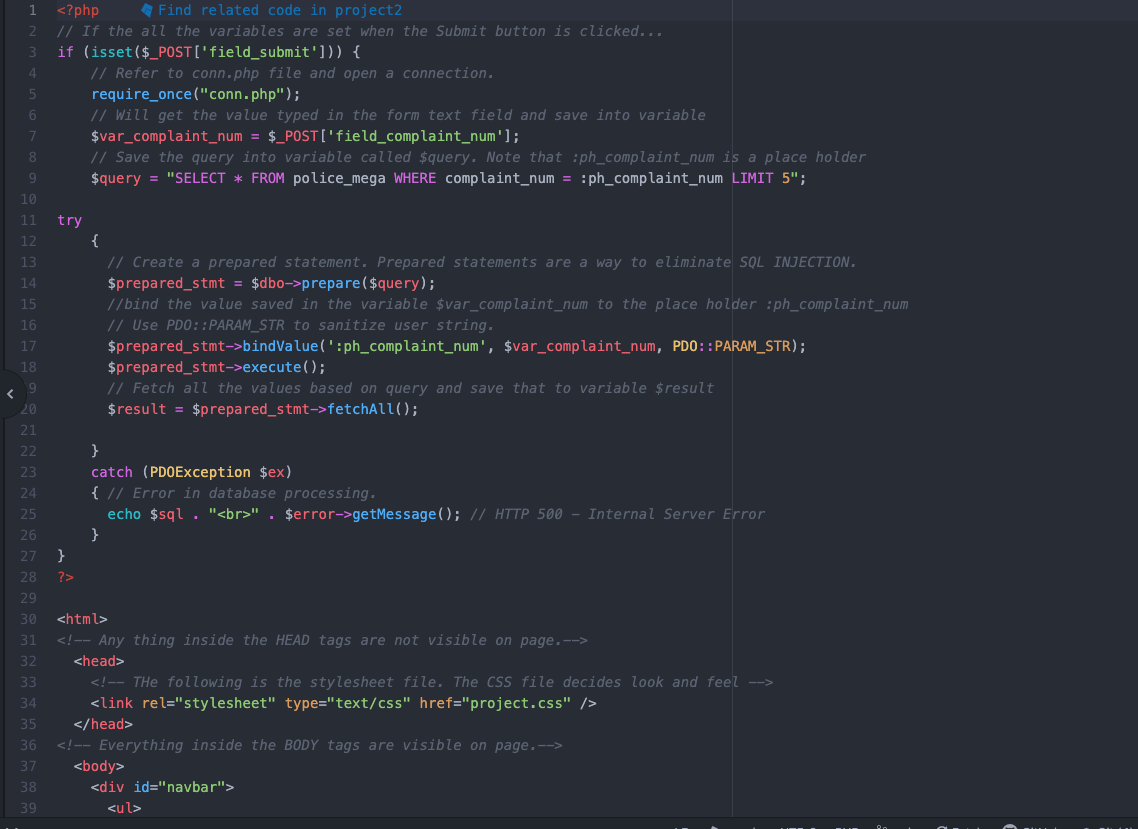 1 <?php Find related code in project2
2 // If the all the variables are set when the Submit button is clicked...
3 if (isset($_POST['field_submit'])) {
4 // Refer to conn.php file and open a connection.
5 require_once("conn.php");
6 // Will get the value typed in the form text field and save into variable
7 $var_complaint_num = $_POST['field_complaint_num'];
8 // Save the query into variable called $query. Note that :ph_complaint_num is a place holder
9 $query = "SELECT * FROM police_mega WHERE complaint_num = :ph_complaint_num LIMIT 5";
10
11 try
12 {
13 // Create a prepared statement. Prepared statements are a way to eliminate SQL INJECTION.
14 $prepared_stmt = $dbo->prepare($query);
15 //bind the value saved in the variable $var_complaint_num to the place holder :ph_complaint_num
16 // Use PDO::PARAM_STR to sanitize user string.
17 $prepared_stmt->bindValue(':ph_complaint_num', $var_complaint_num, PDO::PARAM_STR);
18 $prepared_stmt->execute();
9 // Fetch all the values based on query and save that to variable $result
20 $result = $prepared_stmt->fetchAll();
21
22 }
23 catch (PDOException $ex)
24 { // Error in database processing.
25 echo $sql . "<br>" . $error->getMessage(); // HTTP 500 - Internal Server Error
26 }
27 }
28 ?>
29
30 <html>
31 <!-- Any thing inside the HEAD tags are not visible on page.-->
32 <head>
33 <!-- THe following is the stylesheet file. The CSS file decides look and feel -->
34 <link rel="stylesheet" type="text/css" href="project.css" />
35 </head>
36 <!-- Everything inside the BODY tags are visible on page.-->
37 <body>
38 <div id="navbar">
39 <ul>